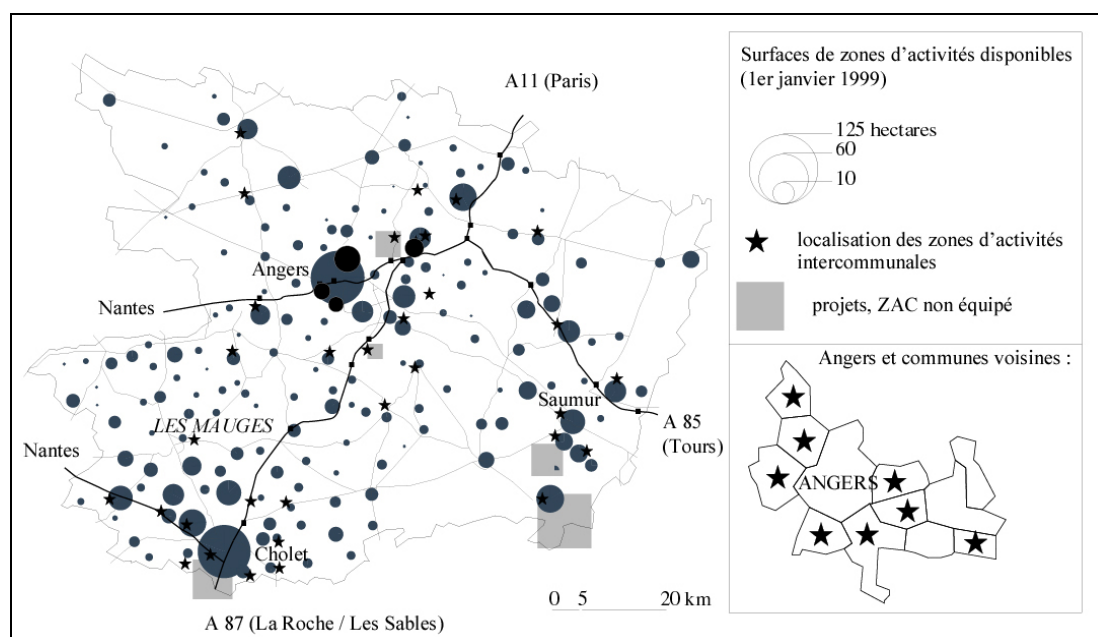 A11 (Paris)
Angers
Nantes
LES MAUGES
Saumur
Nantes
A 85
(Tours)
Cholet
0 5 20 km
A 87 (La Roche / Les Sables)
Surfaces de zones d'activités disponibles
(1er janvier 1999)
125 hectares
60
10
localisation des zones d'activités
intercommunales
projets, ZAC non équipé
Angers et communes voisines :
ANGERS